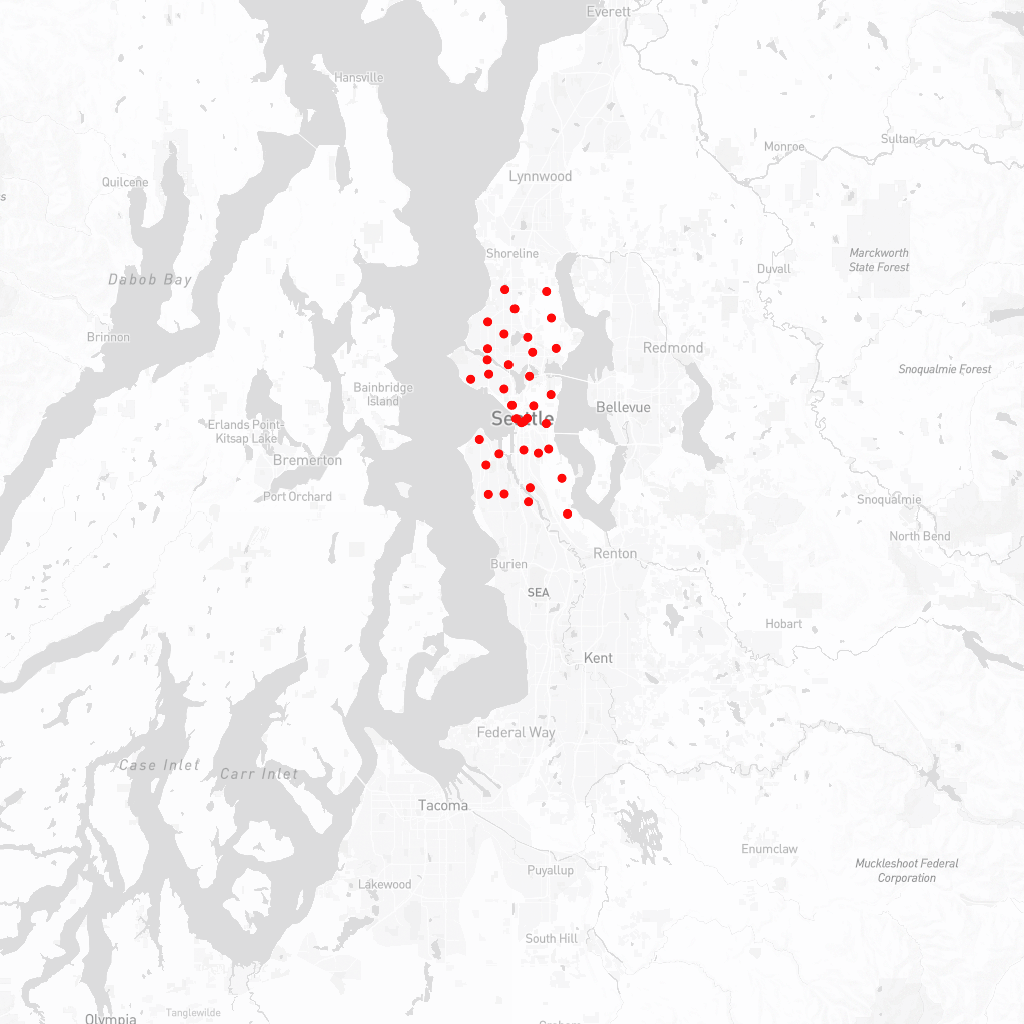 Everett
Hansville
Sultan
Monroe
Lynnwood
Quilcene
s
Shoreline
Marckworth
State Forest
Duvall
Dabob Bay
Brinnon
Redmond
Snoqualmie Forest
Bainbridge
Island
Bellevue
Seattle
Erlands Point-
Kitsap Lake
Bremerton
Port Orchard
Snoqualmie
North Bend
Renton
Burien
SEA
Hobart
Kent
Federal Way
Case Inlet
Carr Inlet
Tacoma
Enumclaw
Muckleshoot Federal
Corporation
Puyallup
Lakewood
South Hill
Tanglewilde
Olympia